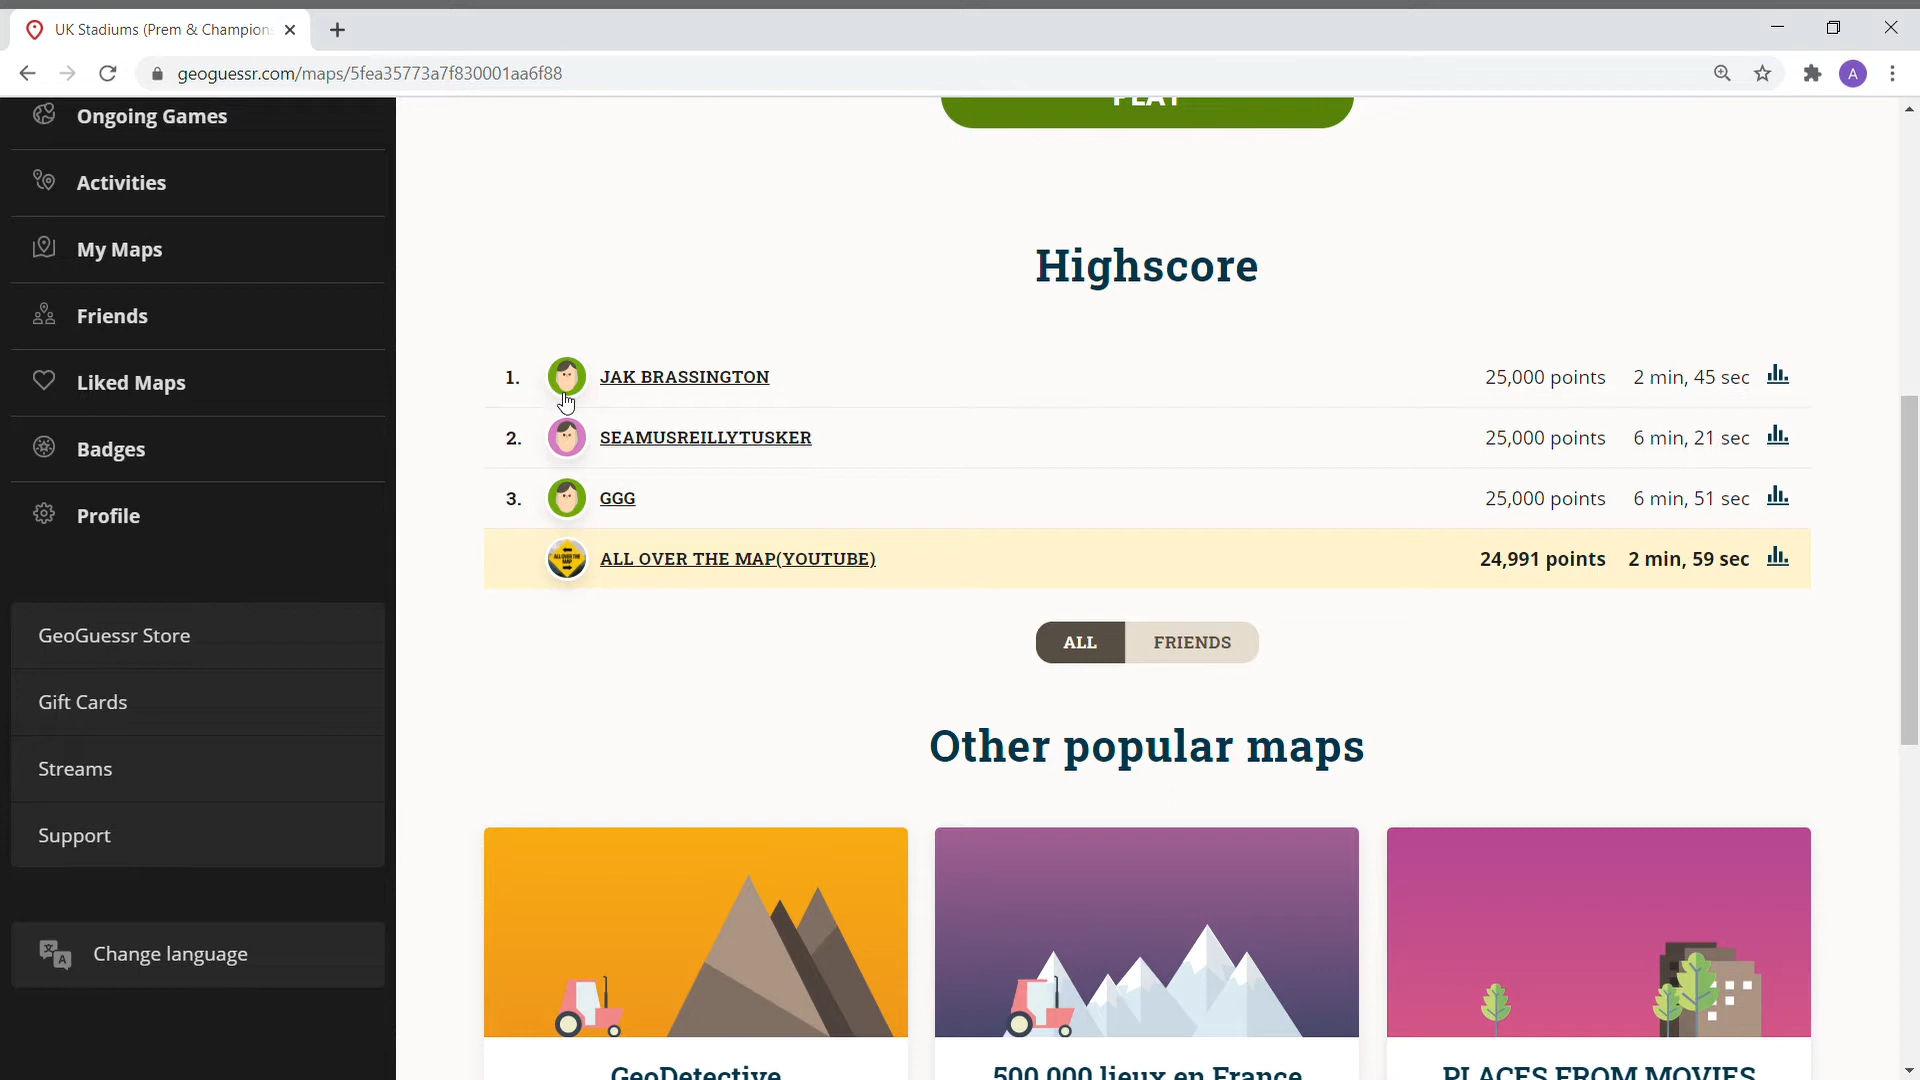 UK Stadiums (Prem & Champion
geoguessr.com/maps/5fea35773a7f830001aa6f88
A
PLAY
Ongoing Games
Activities
My Maps
Friends
Liked Maps
Badges
Profile
GeoGuessr Store
Gift Cards
Streams
Support
Change language
Highscore
1. JAK BRASSINGTON 25,000 points 2 min, 45 sec
2. SEAMUSREILLYTUSKER 25,000 points 6 min, 21 sec
3. GGG 25,000 points 6 min, 51 sec
ALL OVER THE MAP(YOUTUBE) 24,991 points 2 min, 59 sec
ALL FRIENDS
Other popular maps
GeoDetective
500 000 lieux en France
PLACES FROM MOVIES